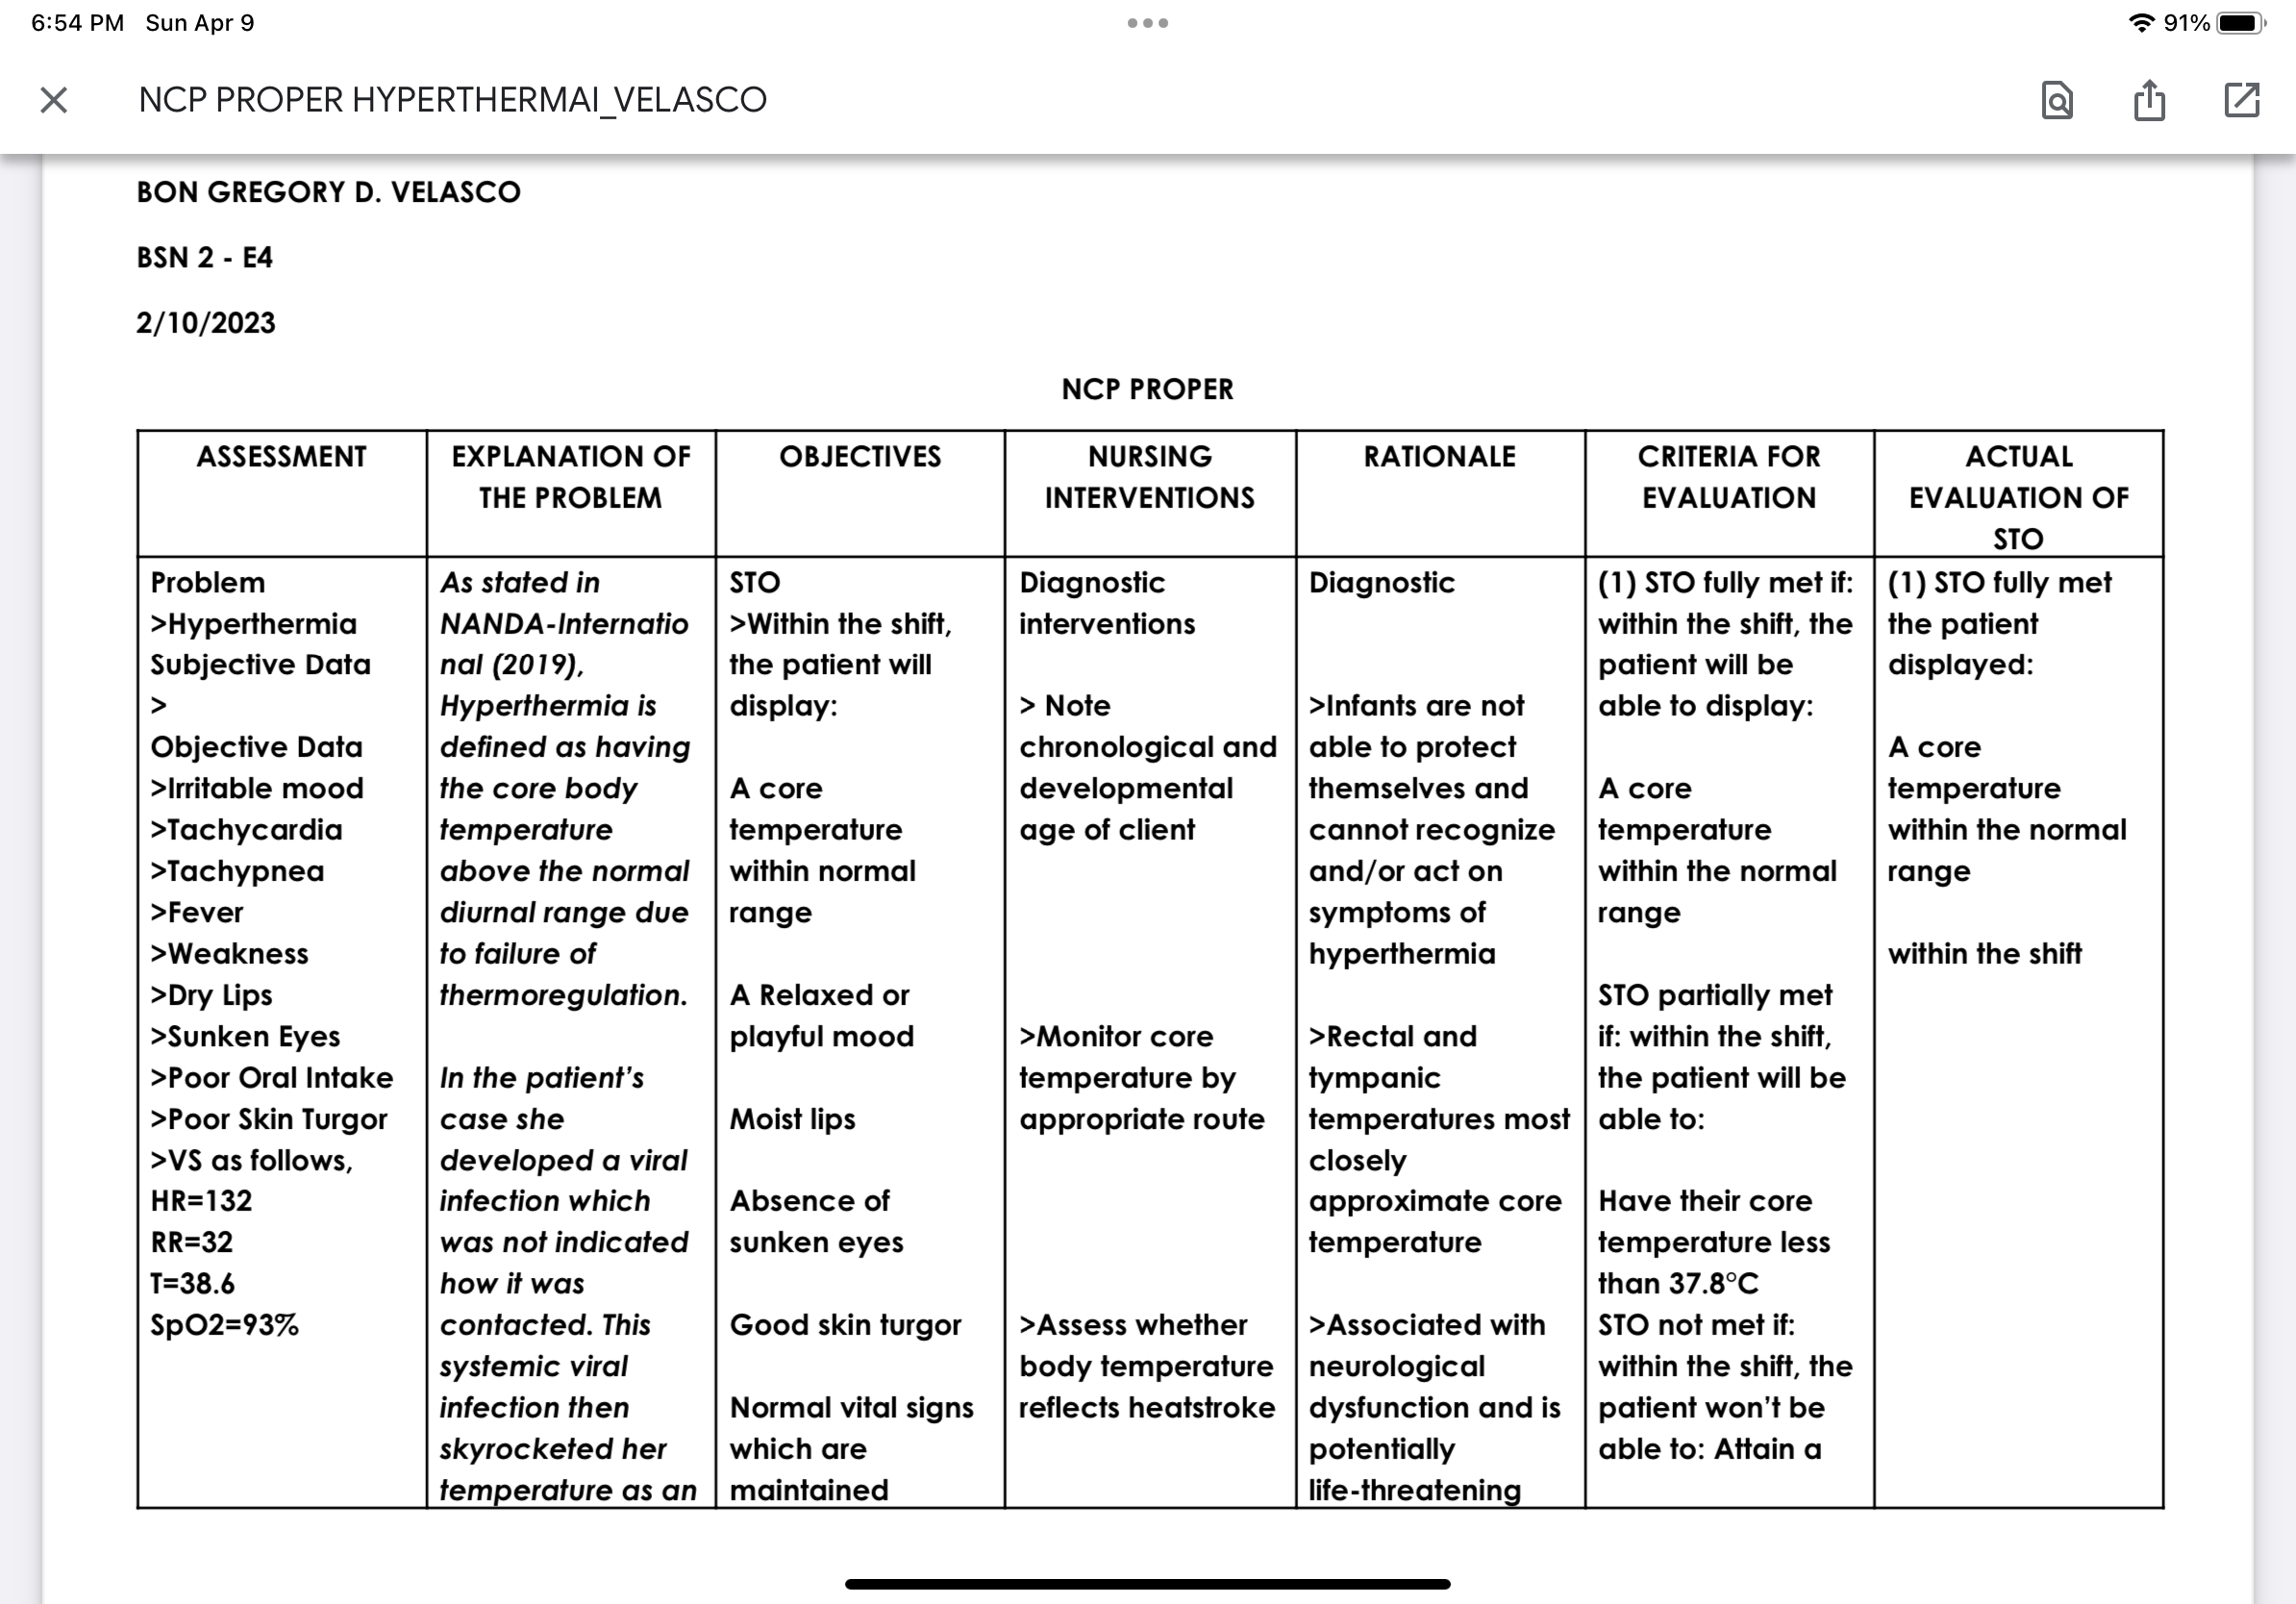 6:54 PM Sun Apr 9
91%
NCP PROPER HYPERTHERMAI_VELASCO
BON GREGORY D. VELASCO
BSN 2 - E4
2/10/2023
NCP PROPER
ASSESSMENT
Problem
>Hyperthermia
Subjective Data
>
Objective Data
>Irritable mood
>Tachycardia
>Tachypnea
>Fever
>Weakness
>Dry Lips
>Sunken Eyes
>Poor Oral Intake
>Poor Skin Turgor
>VS as follows,
HR=132
RR=32
T=38.6
SpO2=93%
EXPLANATION OF
THE PROBLEM
As stated in
NANDA-Internatio
nal (2019),
Hyperthermia is
defined as having
the core body
temperature
above the normal
diurnal range due
to failure of
thermoregulation.
In the patient's
case she
developed a viral
infection which
was not indicated
how it was
contacted. This
systemic viral
infection then
skyrocketed her
temperature as an
OBJECTIVES
STO
>Within the shift,
the patient will
display:
A core
temperature
within normal
range
A Relaxed or
playful mood
Moist lips
Absence of
sunken eyes
Good skin turgor
Normal vital signs
which are
maintained
NURSING
INTERVENTIONS
Diagnostic
interventions
> Note
chronological and
developmental
age of client
>Monitor core
temperature by
appropriate route
>Assess whether
body temperature
reflects heatstroke
RATIONALE
Diagnostic
>Infants are not
able to protect
themselves and
cannot recognize
and/or act on
symptoms of
hyperthermia
>Rectal and
tympanic
temperatures most
closely
approximate core
temperature
>Associated with
neurological
dysfunction and is
potentially
life-threatening
CRITERIA FOR
EVALUATION
(1) STO fully met if:
within the shift, the
patient will be
able to display:
A core
temperature
within the normal
range
STO partially met
if: within the shift,
the patient will be
able to:
Have their core
temperature less
than 37.8°C
STO not met if:
within the shift, the
patient won't be
able to: Attain a
ACTUAL
EVALUATION OF
STO
(1) STO fully met
the patient
displayed:
A core
temperature
within the normal
range
within the shift